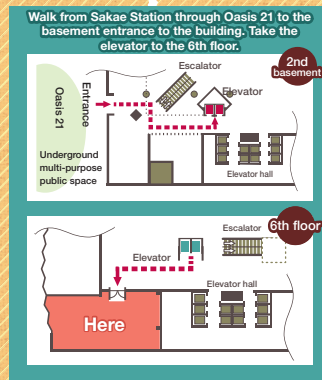 Walk from Sakae Station through Oasis 21 to the
basement entrance to the building. Take the
elevator to the 6th floor.
2nd
basement
Escalator
Elevator
Entrance
Oasis 21
Underground
multi-purpose
public space
Elevator hall
6th floor
Escalator
Elevator
Elevator hall
Here